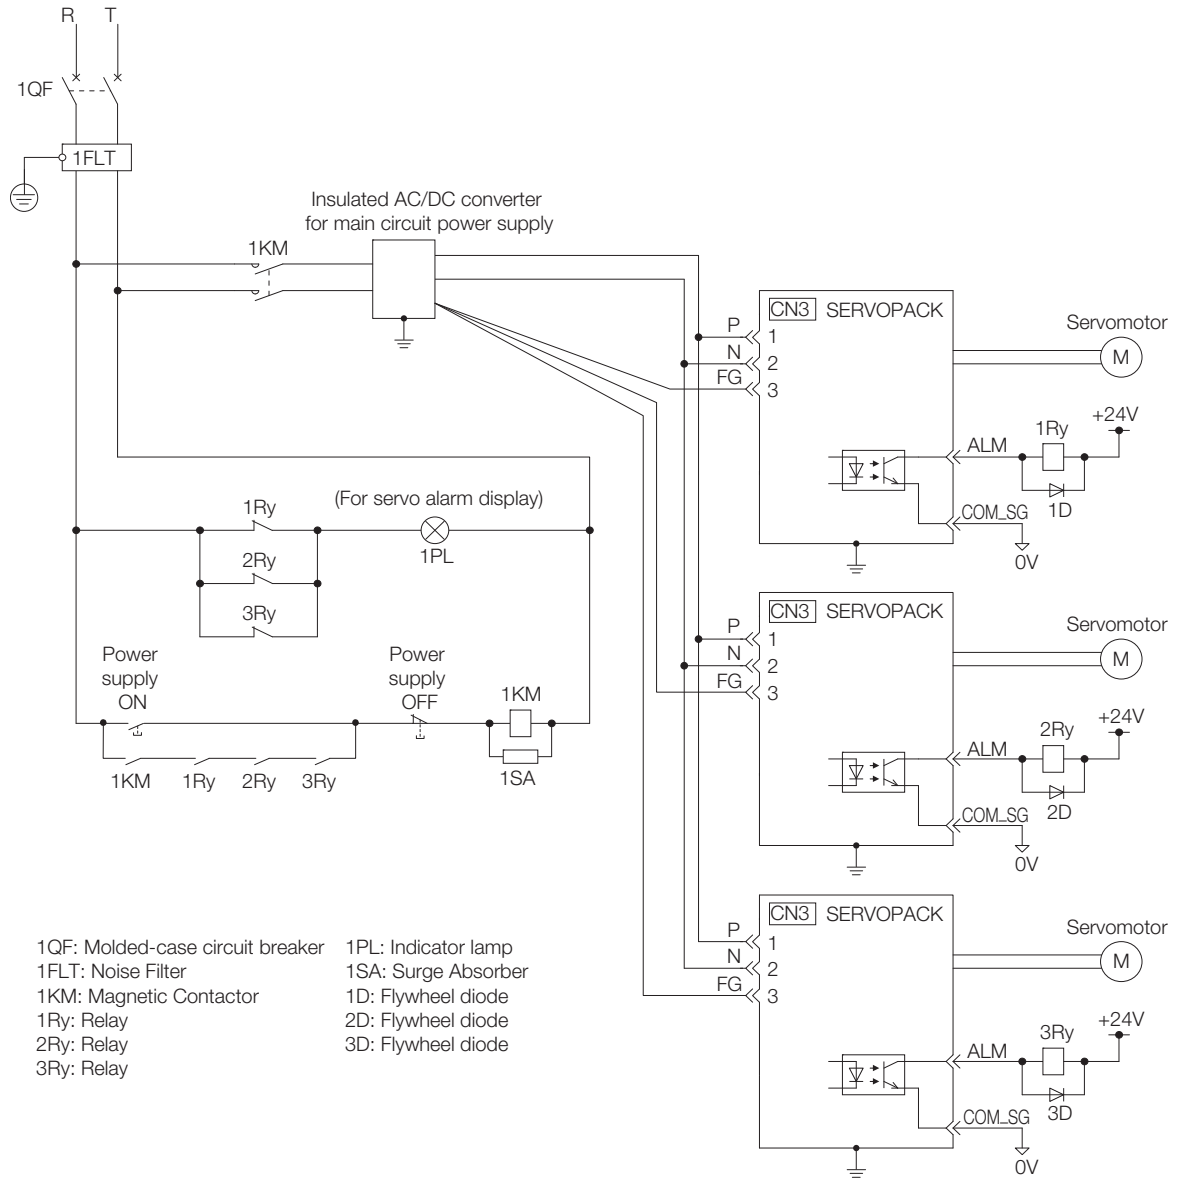 R T
1QF
1FLT
Insulated AC/DC converter
for main circuit power supply
1KM
CN3 SERVOPACK
P
1
N
2
FG
3
Servomotor
M
+24V
1Ry
ALM
1D
COM_SG
0V
(For servo alarm display)
1Ry
1PL
2Ry
3Ry
Power
supply
ON
Power
supply
OFF
1KM
1SA
1KM 1Ry 2Ry 3Ry
CN3 SERVOPACK
P
1
N
2
FG
3
Servomotor
M
+24V
2Ry
ALM
2D
COM_SG
0V
CN3 SERVOPACK
P
1
N
2
FG
3
Servomotor
M
+24V
3Ry
ALM
3D
COM_SG
0V
1QF: Molded-case circuit breaker
1FLT: Noise Filter
1KM: Magnetic Contactor
1Ry: Relay
2Ry: Relay
3Ry: Relay
1PL: Indicator lamp
1SA: Surge Absorber
1D: Flywheel diode
2D: Flywheel diode
3D: Flywheel diode